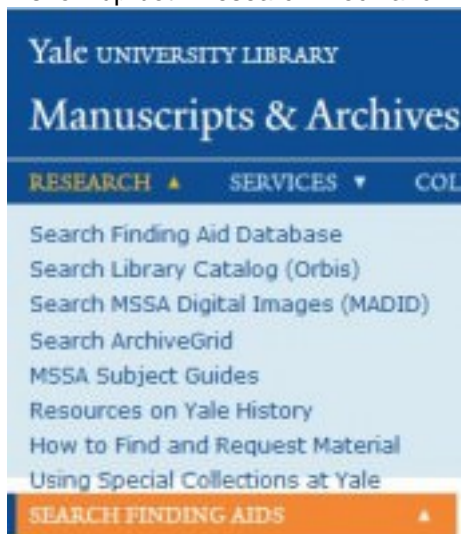 Yale UNIVERSITY LIBRARY
Manuscripts & Archives
RESEARCH ▲ SERVICES ▼ COL
Search Finding Aid Database
Search Library Catalog (Orbis)
Search MSSA Digital Images (MADID)
Search ArchiveGrid
MSSA Subject Guides
Resources on Yale History
How to Find and Request Material
Using Special Collections at Yale
SEARCH FINDING AIDS ▲